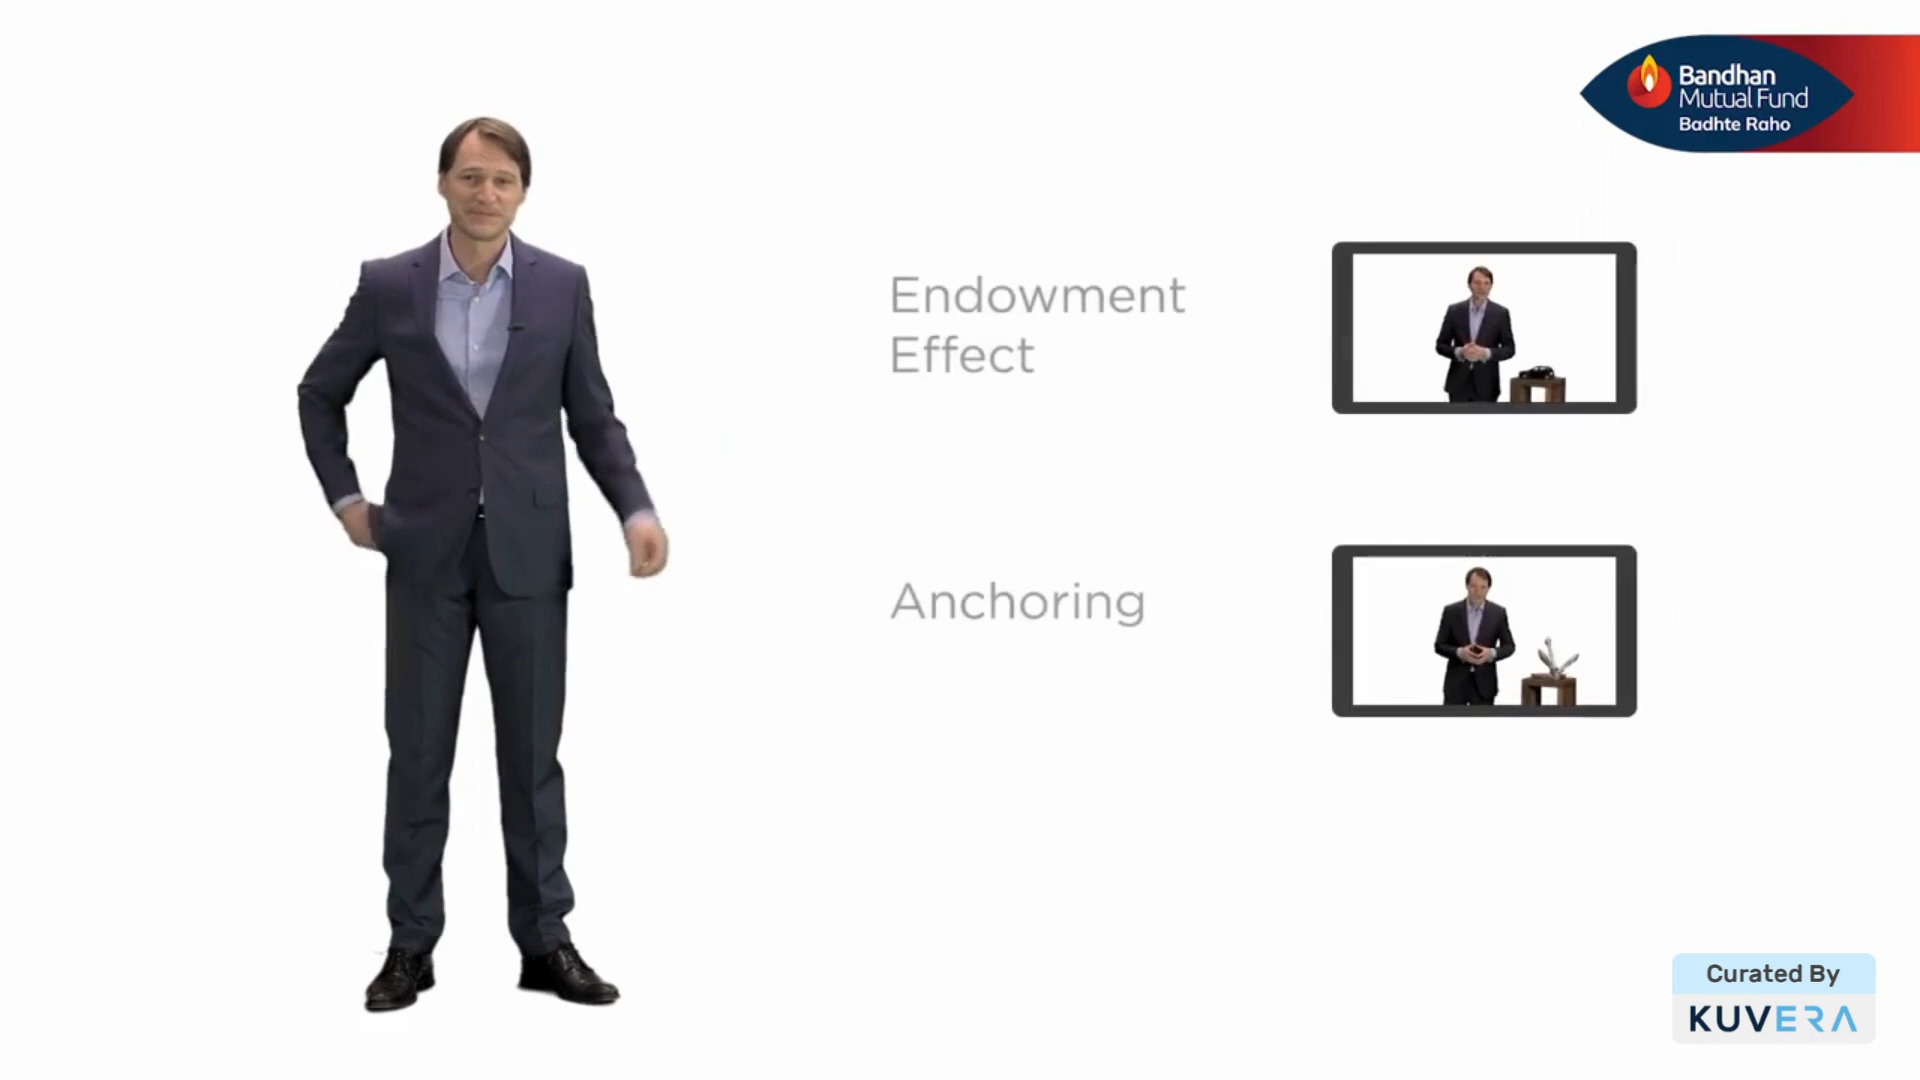 Bandhan
Mutual Fund
Badhte Raho
Endowment
Effect
Anchoring
Curated By
KUVERA